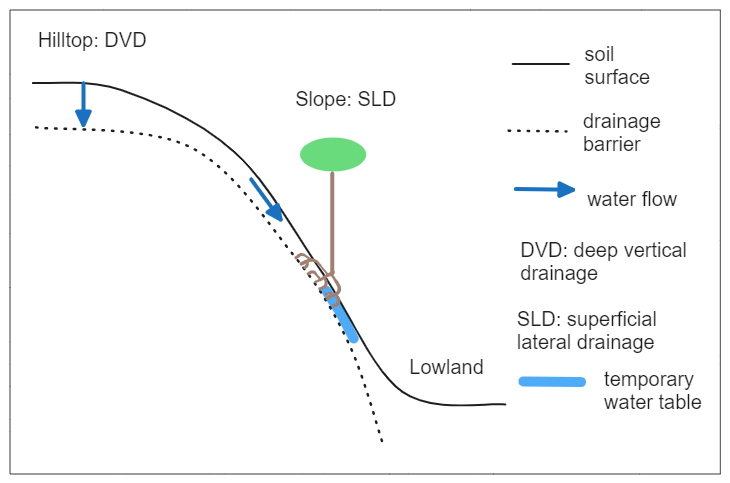 Hilltop: DVD
Slope: SLD
Lowland
soil
surface
drainage
barrier
water flow
DVD: deep vertical
drainage
SLD: superficial
lateral drainage
temporary
water table